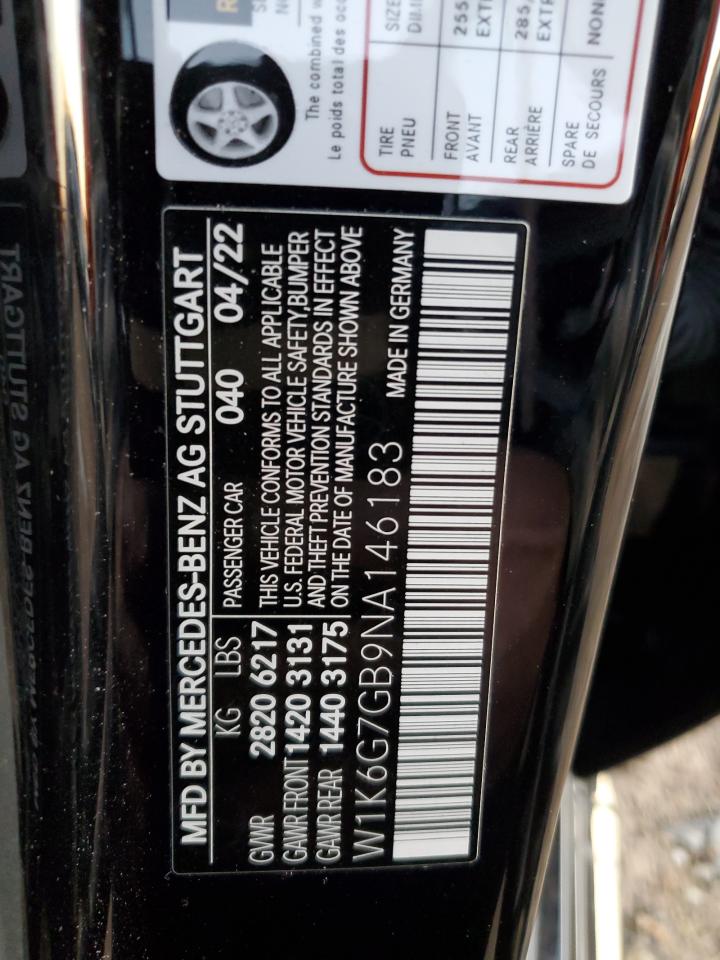 MFD BY MERCEDES-BENZ AG STUTTGART
KG LBS PASSENGER CAR 040 04/22
GVWR 2820 6217 THIS VEHICLE CONFORMS TO ALL APPLICABLE
GAWR FRONT 1420 3131 U.S. FEDERAL MOTOR VEHICLE SAFETY, BUMPER
GAWR REAR 1440 3175 AND THEFT PREVENTION STANDARDS IN EFFECT
ON THE DATE OF MANUFACTURE SHOWN ABOVE
W1K6G7GB9NA146183 MADE IN GERMANY
The combined
Le poids total des
TIRE
PNEU
FRONT 255
AVANT
REAR 285
ARRIÈRE
SPARE
DE SECOURS